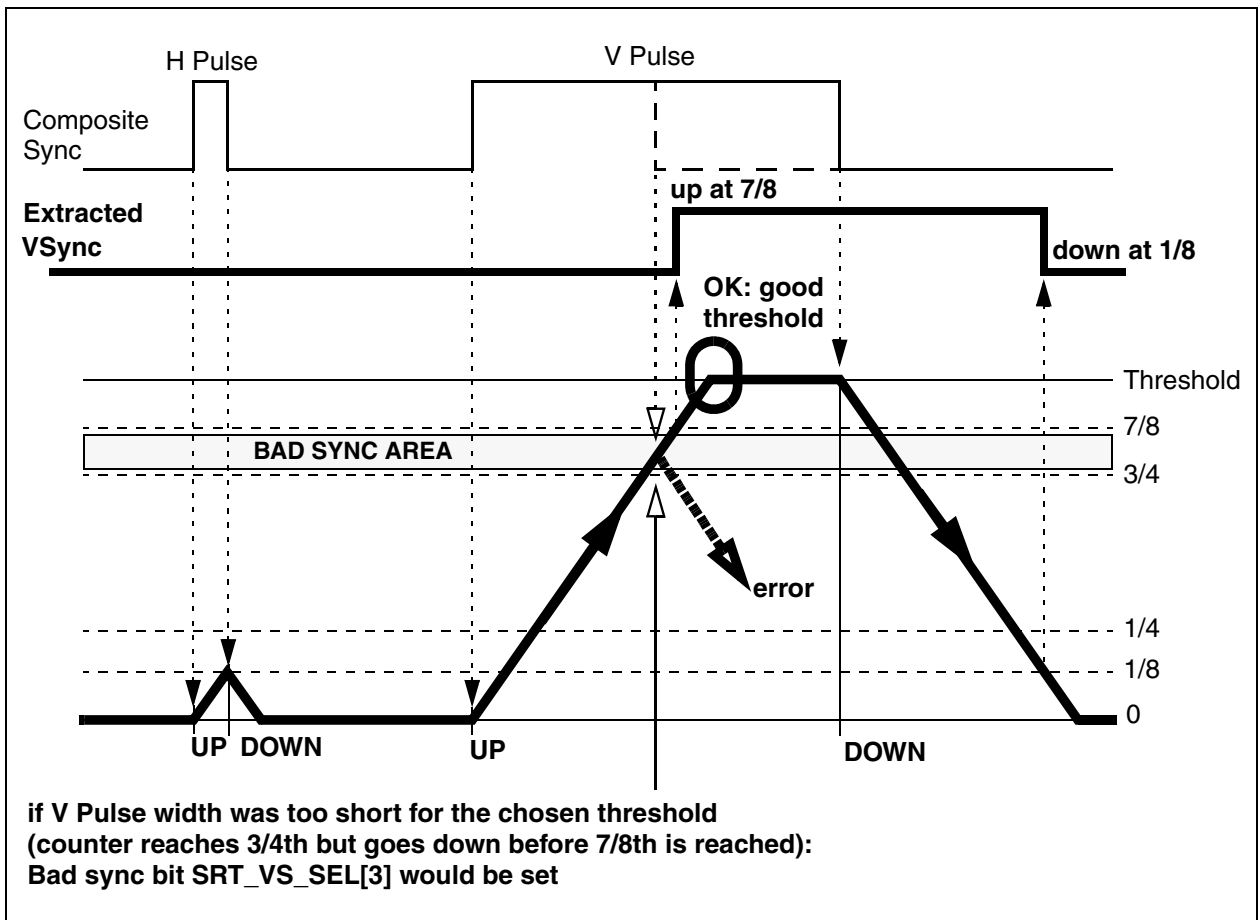 H Pulse
V Pulse
Composite
Sync
up at 7/8
Extracted
VSync
down at 1/8
OK: good
threshold
Threshold
7/8
BAD SYNC AREA
3/4
error
1/4
1/8
0
UP DOWN
UP
DOWN
if V Pulse width was too short for the chosen threshold
(counter reaches 3/4th but goes down before 7/8th is reached):
Bad sync bit SRT_VS_SEL[3] would be set